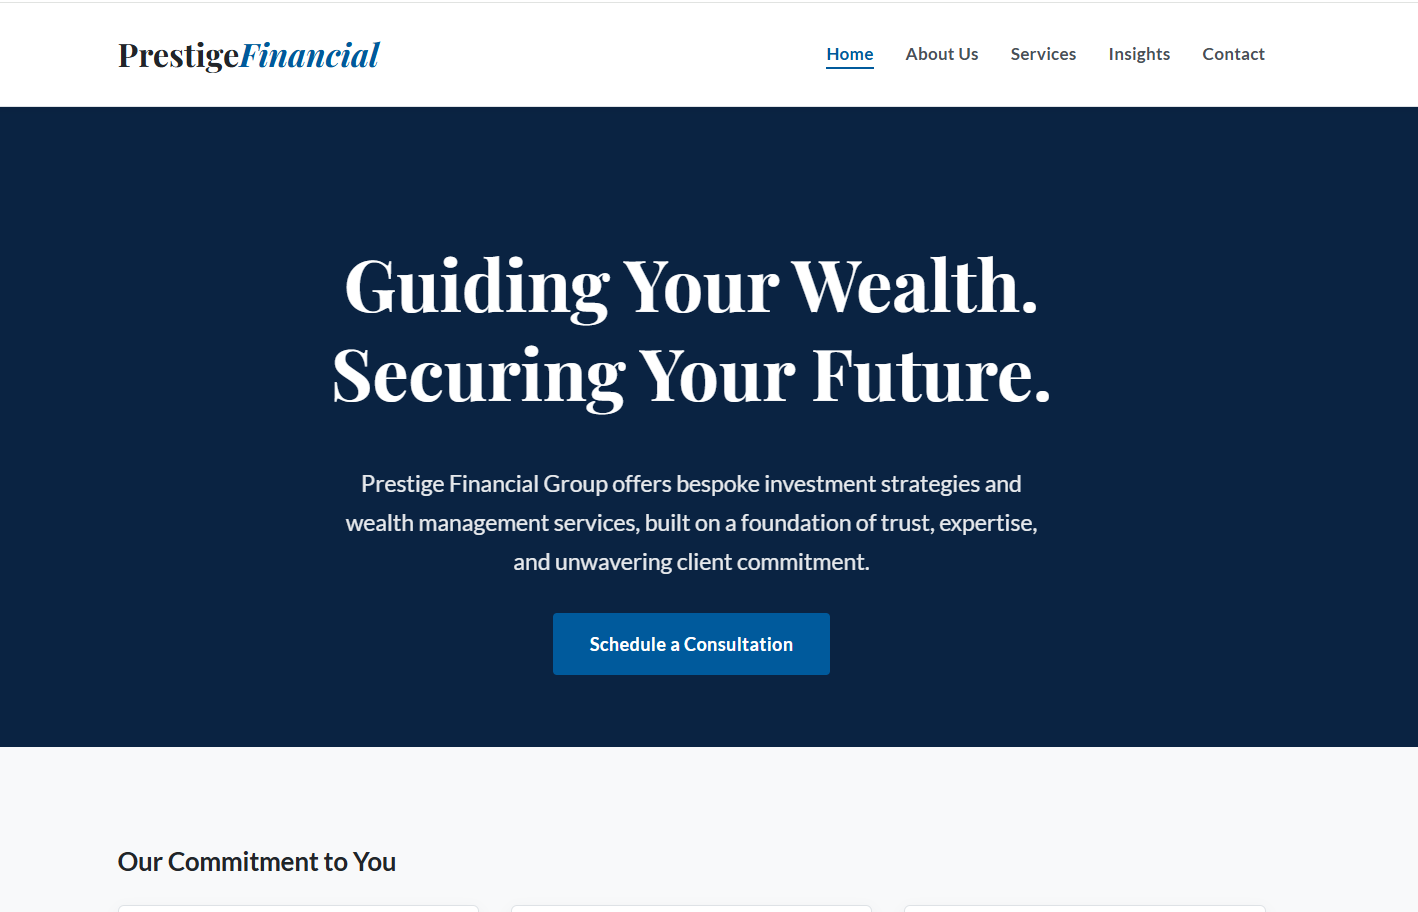 PrestigeFinancial
Home About Us Services Insights Contact
Guiding Your Wealth.
Securing Your Future.
Prestige Financial Group offers bespoke investment strategies and
wealth management services, built on a foundation of trust, expertise,
and unwavering client commitment.
Schedule a Consultation
Our Commitment to You